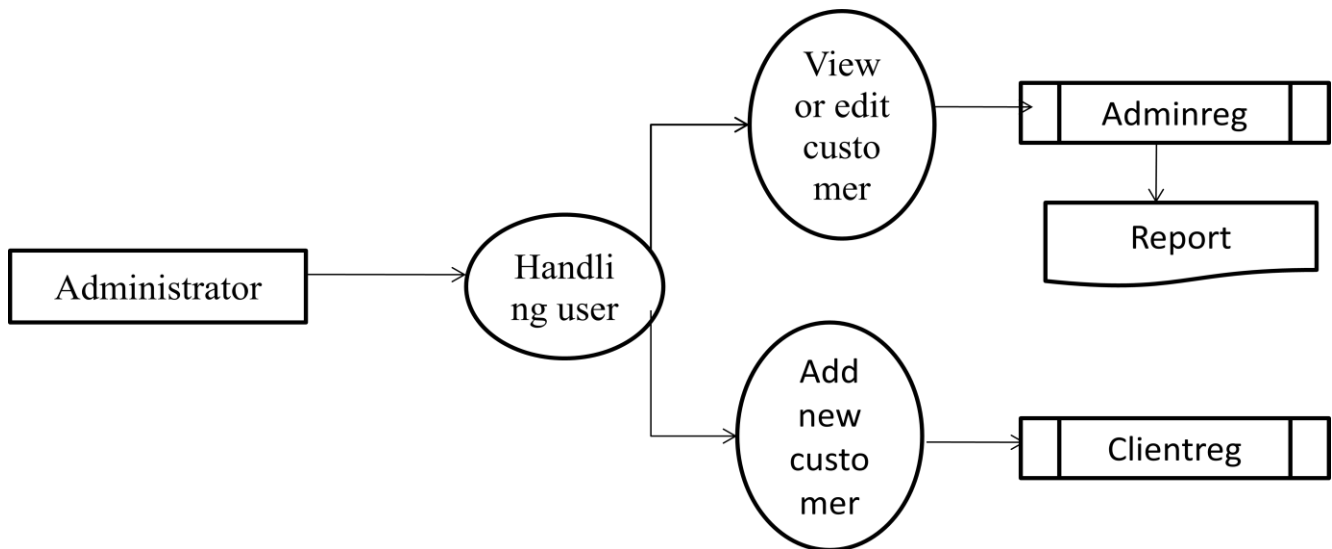 Administrator
Handli
ng user
View
or edit
custo
mer
Adminreg
Report
Add
new
custo
mer
Clientreg